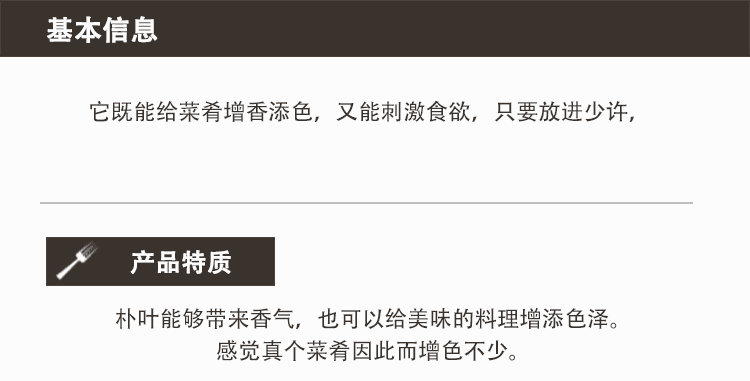 基本信息
它既能给菜肴增香添色，又能刺激食欲，只要放进少许，
产品特质
朴叶能够带来香气，也可以给美味的料理增添色泽。
感觉真个菜肴因此而增色不少。